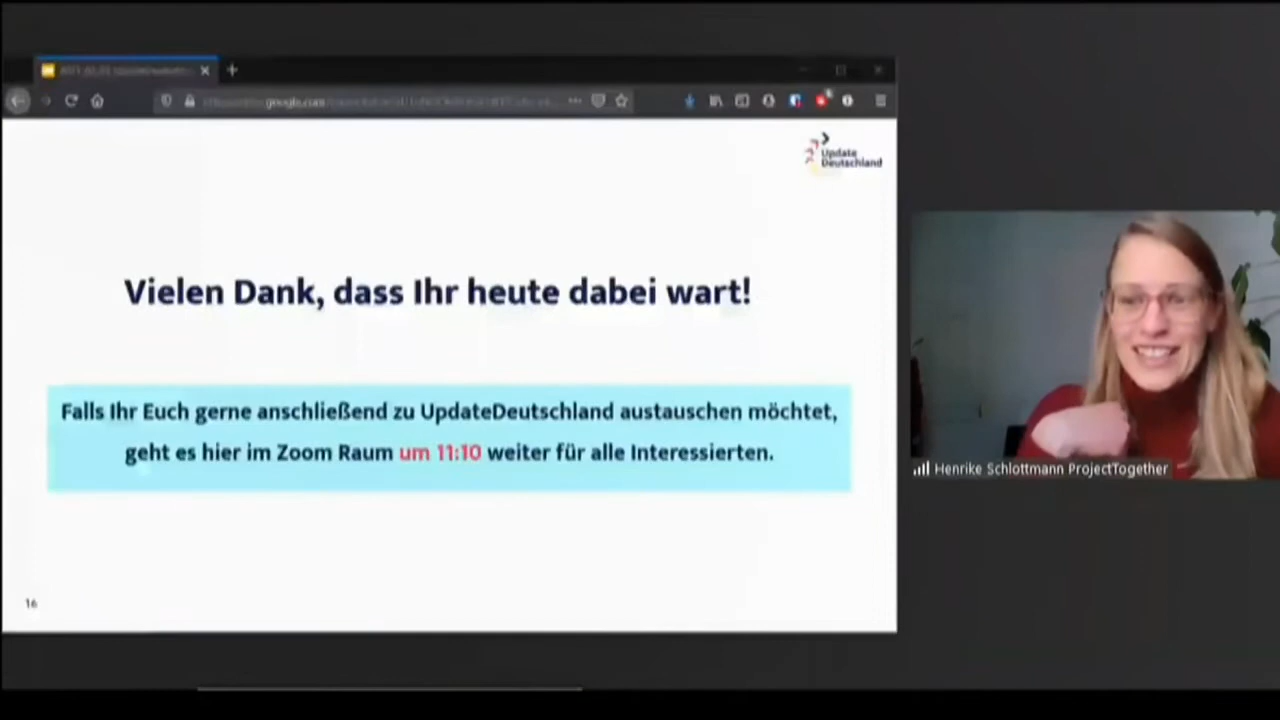 Update
Deutschland
Vielen Dank, dass Ihr heute dabei wart!
Falls Ihr Euch gerne anschließend zu UpdateDeutschland austauschen möchtet,
geht es hier im Zoom Raum um 11:10 weiter für alle Interessierten.
Henrike Schlottmann ProjectTogether
16